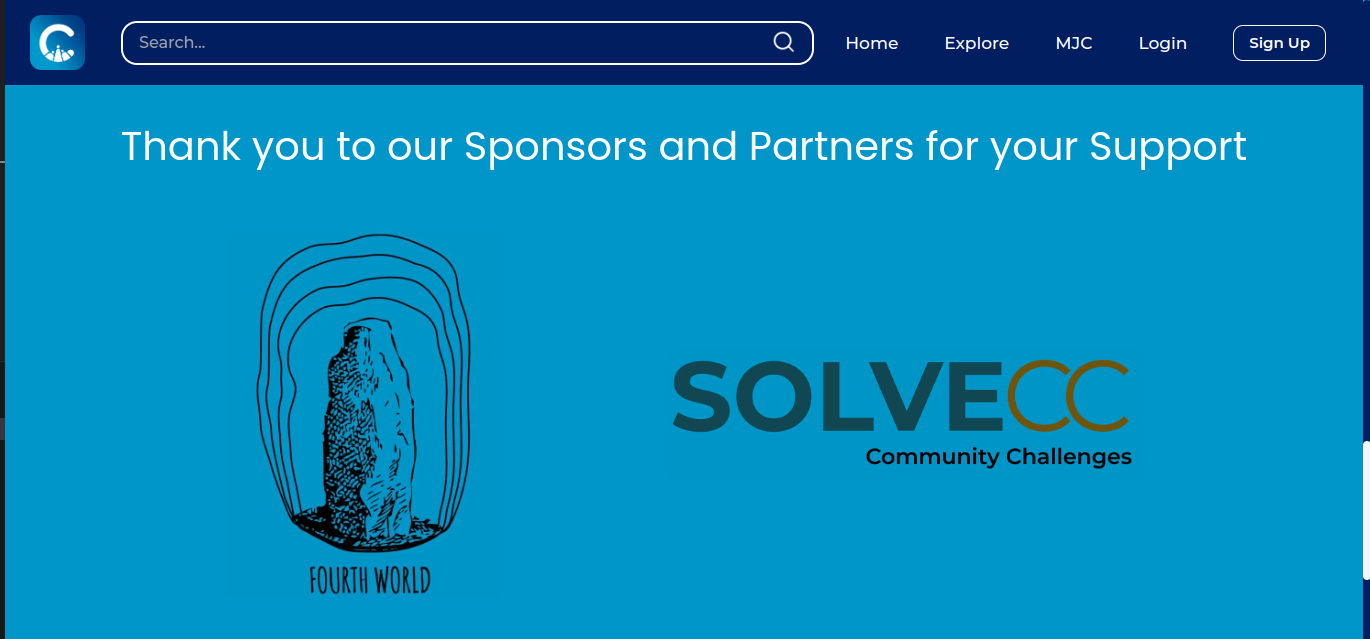 Search...
Home
Explore
MJC
Login
Sign Up
Thank you to our Sponsors and Partners for your Support
SOLVECC
Community Challenges
FOURTH WORLD